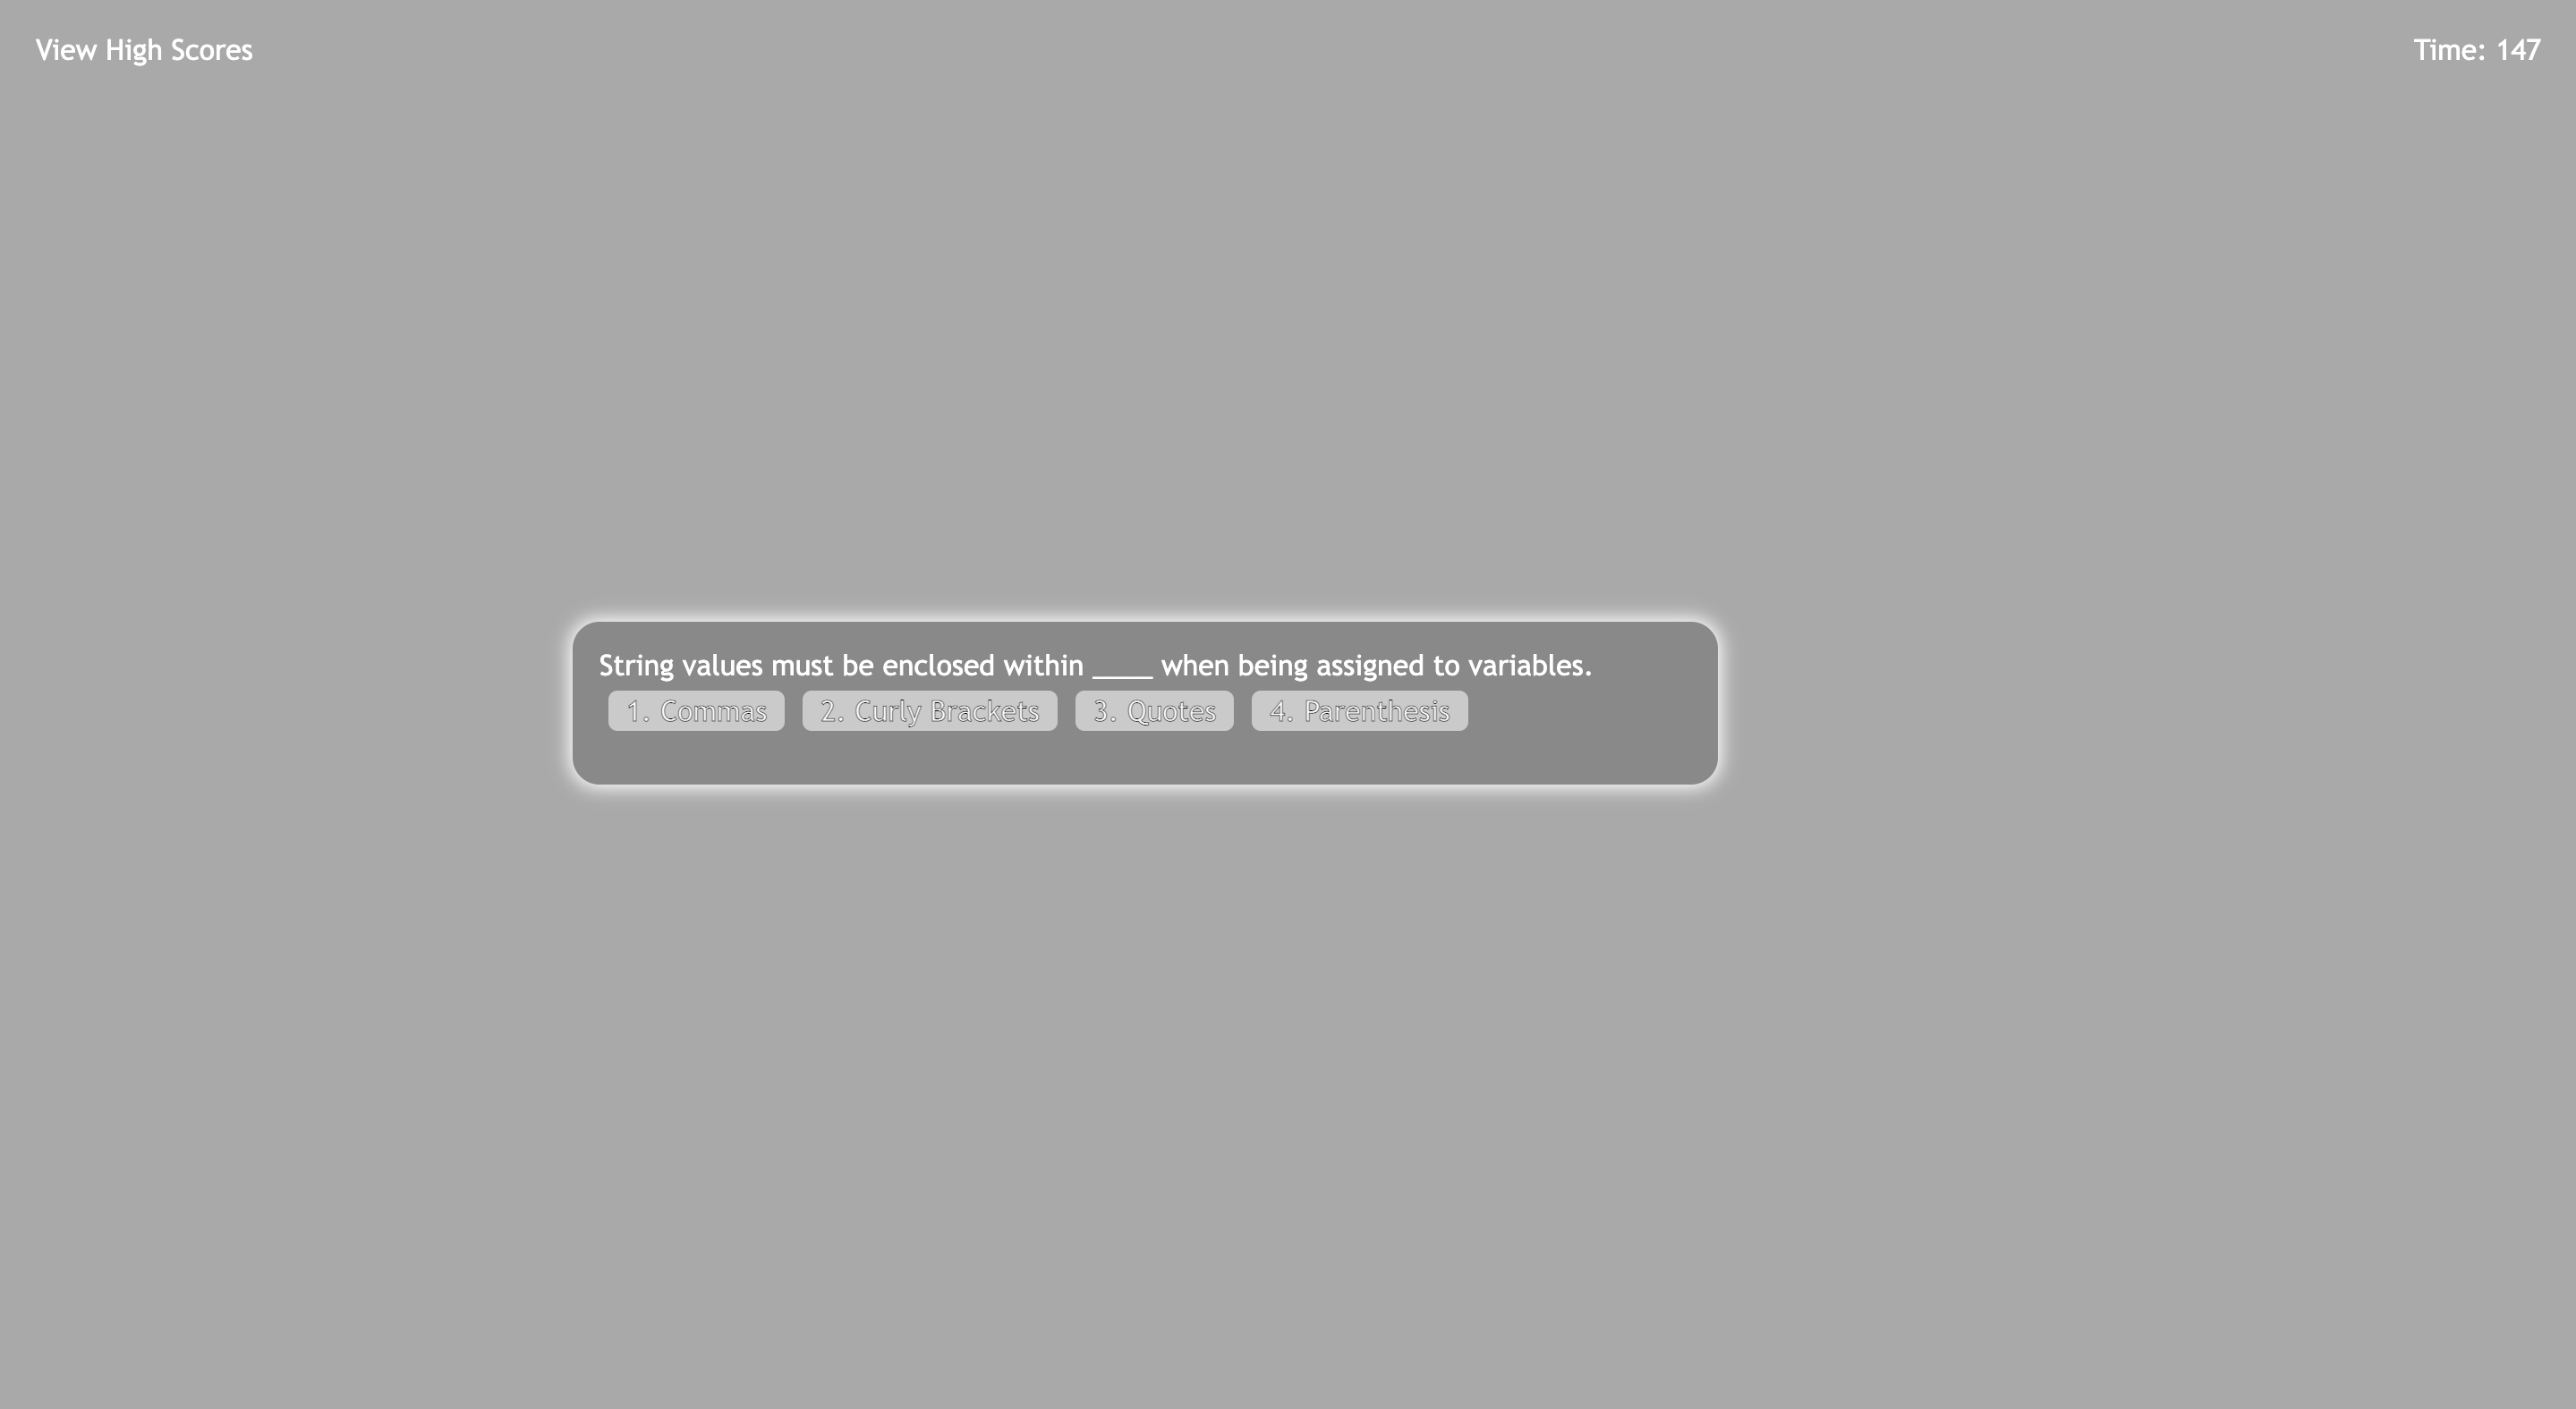 View High Scores
Time: 147
String values must be enclosed within ____ when being assigned to variables.
1. Commas 2. Curly Brackets 3. Quotes 4. Parenthesis